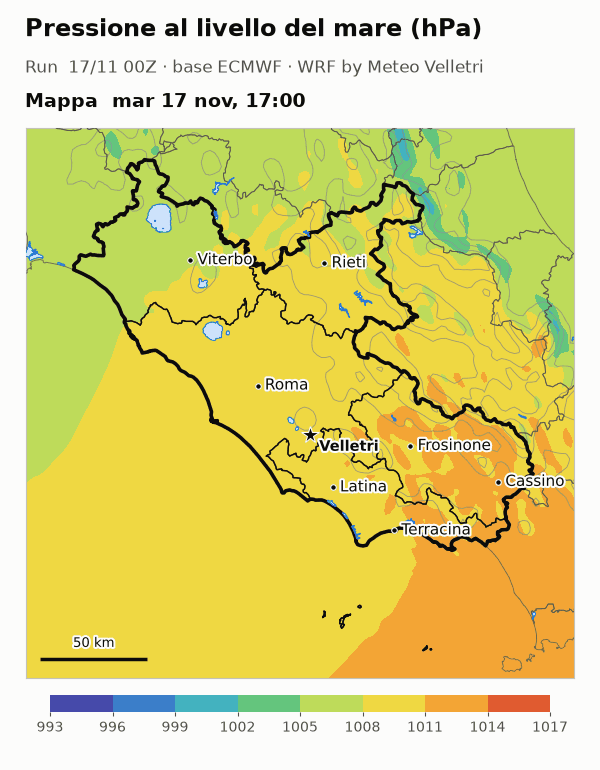 Pressione al livello del mare (hPa)
Run  17/11 00Z · base ECMWF · WRF by Meteo Velletri
Mappa  mar 17 nov, 17:00
Viterbo
Rieti
Roma
Velletri
Frosinone
Cassino
Latina
Terracina
50 km
993 996 999 1002 1005 1008 1011 1014 1017